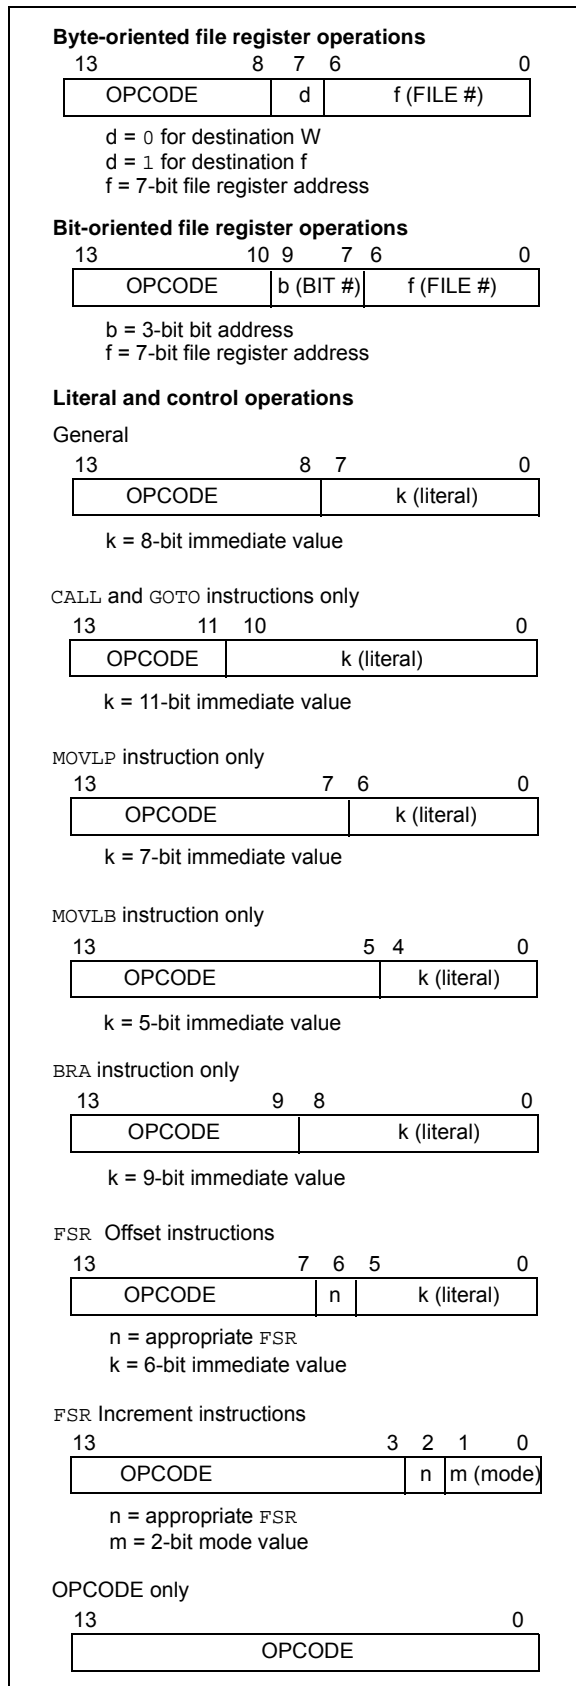 Byte-oriented file register operations
13 8 7 6 0
OPCODE d f (FILE #)
d = 0 for destination W
d = 1 for destination f
f = 7-bit file register address
Bit-oriented file register operations
13 10 9 7 6 0
OPCODE b (BIT #) f (FILE #)
b = 3-bit bit address
f = 7-bit file register address
Literal and control operations
General
13 8 7 0
OPCODE k (literal)
k = 8-bit immediate value
CALL and GOTO instructions only
13 11 10 0
OPCODE k (literal)
k = 11-bit immediate value
MOVLP instruction only
13 7 6 0
OPCODE k (literal)
k = 7-bit immediate value
MOVLB instruction only
13 5 4 0
OPCODE k (literal)
k = 5-bit immediate value
BRA instruction only
13 9 8 0
OPCODE k (literal)
k = 9-bit immediate value
FSR Offset instructions
13 7 6 5 0
OPCODE n k (literal)
n = appropriate FSR
k = 6-bit immediate value
FSR Increment instructions
13 3 2 1 0
OPCODE n m (mode)
n = appropriate FSR
m = 2-bit mode value
OPCODE only
13 0
OPCODE